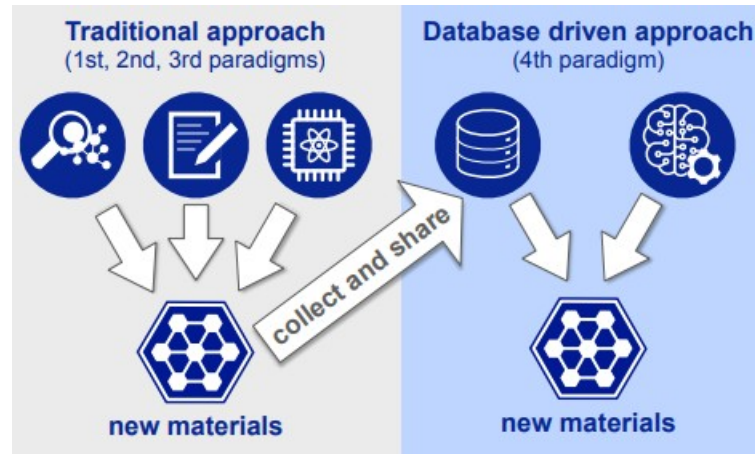 Traditional approach
(1st, 2nd, 3rd paradigms)
new materials
collect and share
Database driven approach
(4th paradigm)
new materials